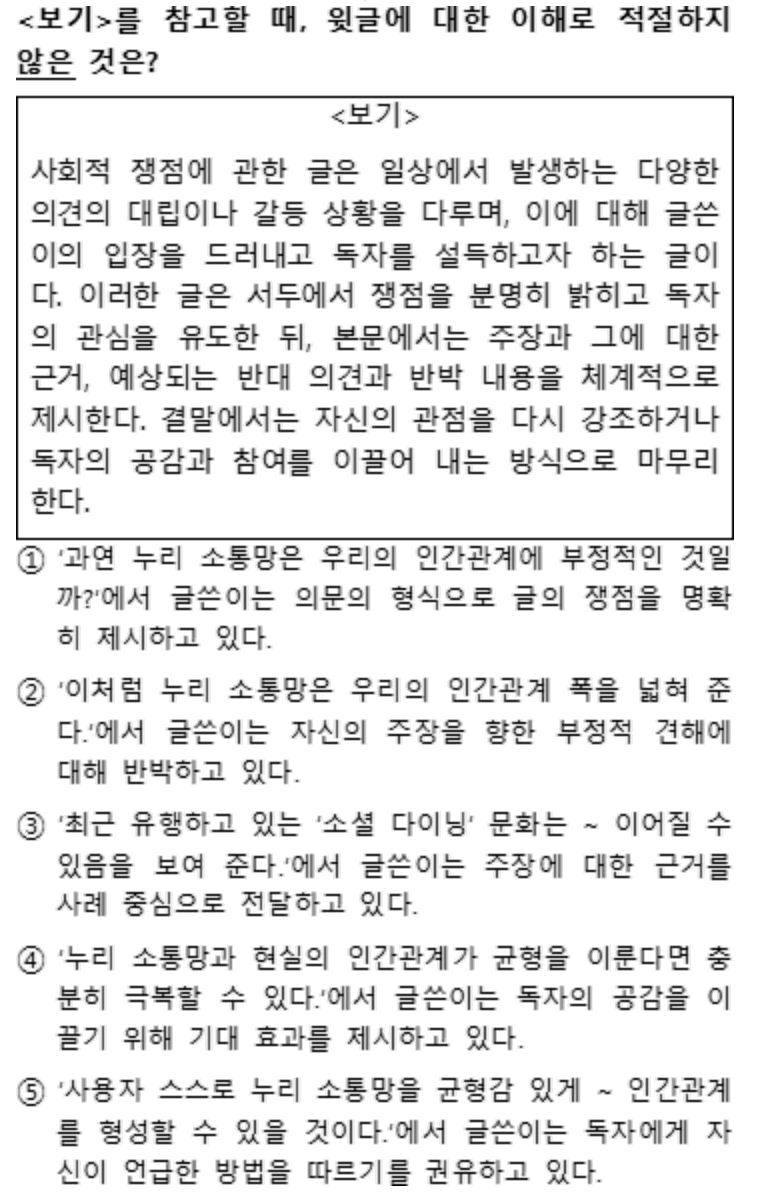 <보기>를 참고할 때, 윗글에 대한 이해로 적절하지
않은 것은?
<보기>
사회적 쟁점에 관한 글은 일상에서 발생하는 다양한
의견의 대립이나 갈등 상황을 다루며, 이에 대해 글쓴
이의 입장을 드러내고 독자를 설득하고자 하는 글이
다. 이러한 글은 서두에서 쟁점을 분명히 밝히고 독자
의 관심을 유도한 뒤, 본문에서는 주장과 그에 대한
근거, 예상되는 반대 의견과 반박 내용을 체계적으로
제시한다. 결말에서는 자신의 관점을 다시 강조하거나
독자의 공감과 참여를 이끌어 내는 방식으로 마무리
한다.
① ‘과연 누리 소통망은 우리의 인간관계에 부정적인 것일
까?’에서 글쓴이는 의문의 형식으로 글의 쟁점을 명확
히 제시하고 있다.
② ‘이처럼 누리 소통망은 우리의 인간관계 폭을 넓혀 준
다.’에서 글쓴이는 자신의 주장을 향한 부정적 견해에
대해 반박하고 있다.
③ ‘최근 유행하고 있는 ‘소셜 다이닝’ 문화는 ~ 이어질 수
있음을 보여 준다.’에서 글쓴이는 주장에 대한 근거를
사례 중심으로 전달하고 있다.
④ ‘누리 소통망과 현실의 인간관계가 균형을 이룬다면 충
분히 극복할 수 있다.’에서 글쓴이는 독자의 공감을 이
끌기 위해 기대 효과를 제시하고 있다.
⑤ ‘사용자 스스로 누리 소통망을 균형감 있게 ~ 인간관계
를 형성할 수 있을 것이다.’에서 글쓴이는 독자에게 자
신이 언급한 방법을 따르기를 권유하고 있다.